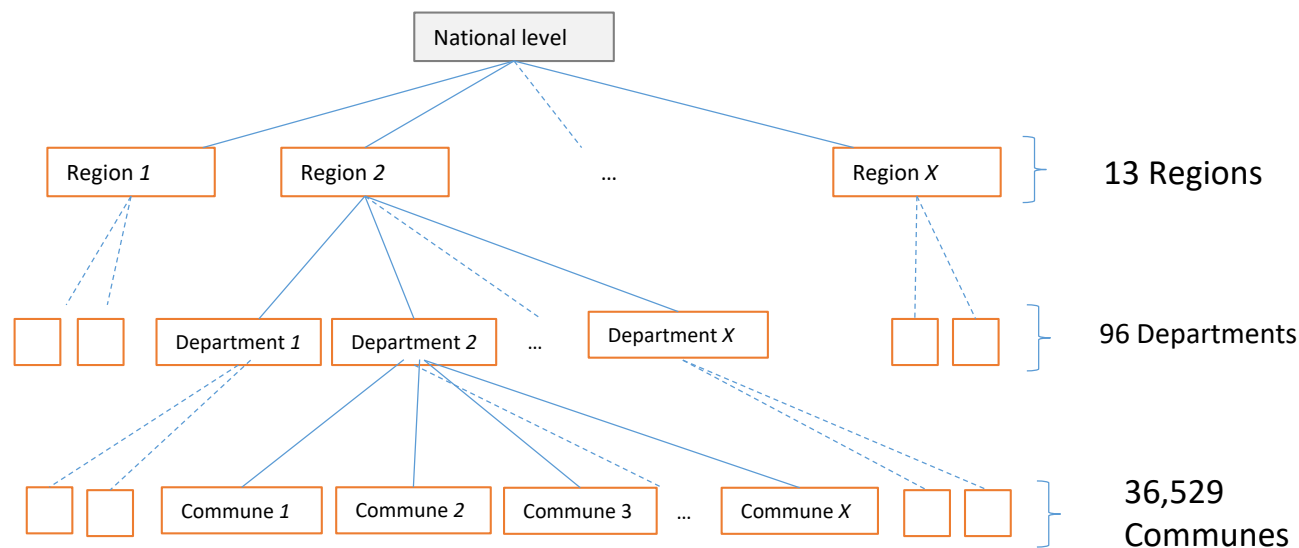 National level
Region 1
Region 2
...
Region X
13 Regions
Department 1
Department 2
...
Department X
96 Departments
Commune 1
Commune 2
Commune 3
...
Commune X
36,529
Communes